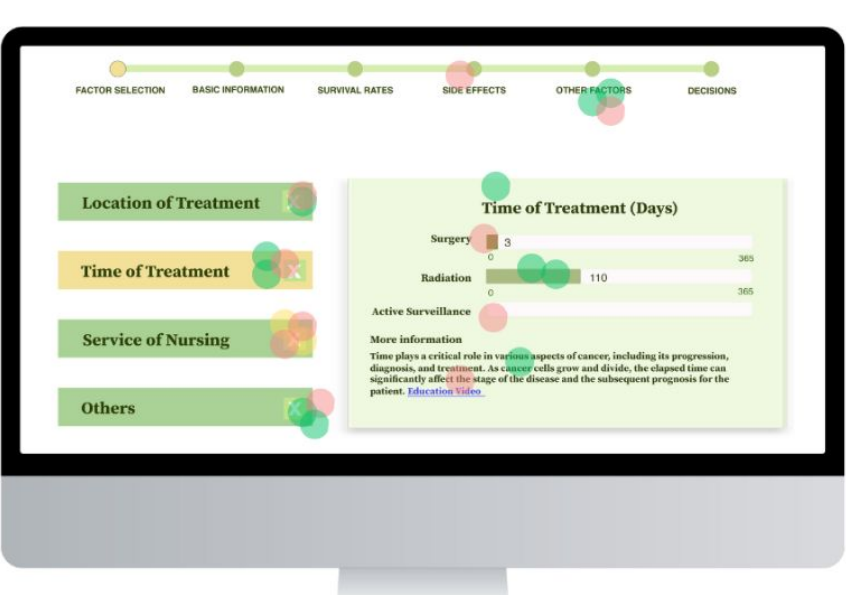 FACTOR SELECTION BASIC INFORMATION SURVIVAL RATES SIDE EFFECTS OTHER FACTORS DECISIONS
Location of Treatment X
Time of Treatment X
Service of Nursing X
Others X
Time of Treatment (Days)
Surgery 3
0 365
Radiation 110
0 365
Active Surveillance
More information
Time plays a critical role in various aspects of cancer, including its progression,
diagnosis, and treatment. As cancer cells grow and divide, the elapsed time can
significantly affect the stage of the disease and the subsequent prognosis for the
patient. Education Video